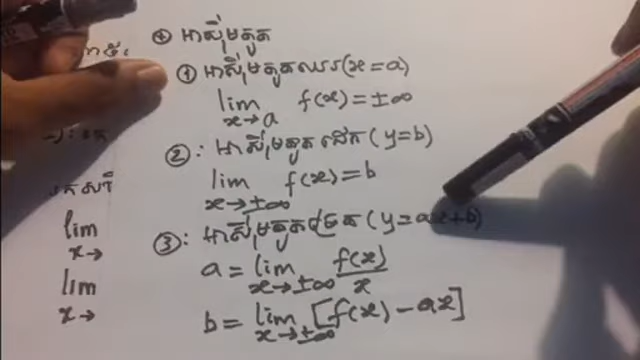 ⊕ អាស៊ីមតូត
① អាស៊ីមតូតឈរ (x = a)
lim f(x) = ±∞
x→a
②: អាស៊ីមតូតដេក (y = b)
lim f(x) = b
x→±∞
③: អាស៊ីមតូតទ្រេត (y = ax+b)
a = lim f(x)/x
x→±∞
b = lim [f(x) − ax]
x→±∞
lim
x→
lim
x→